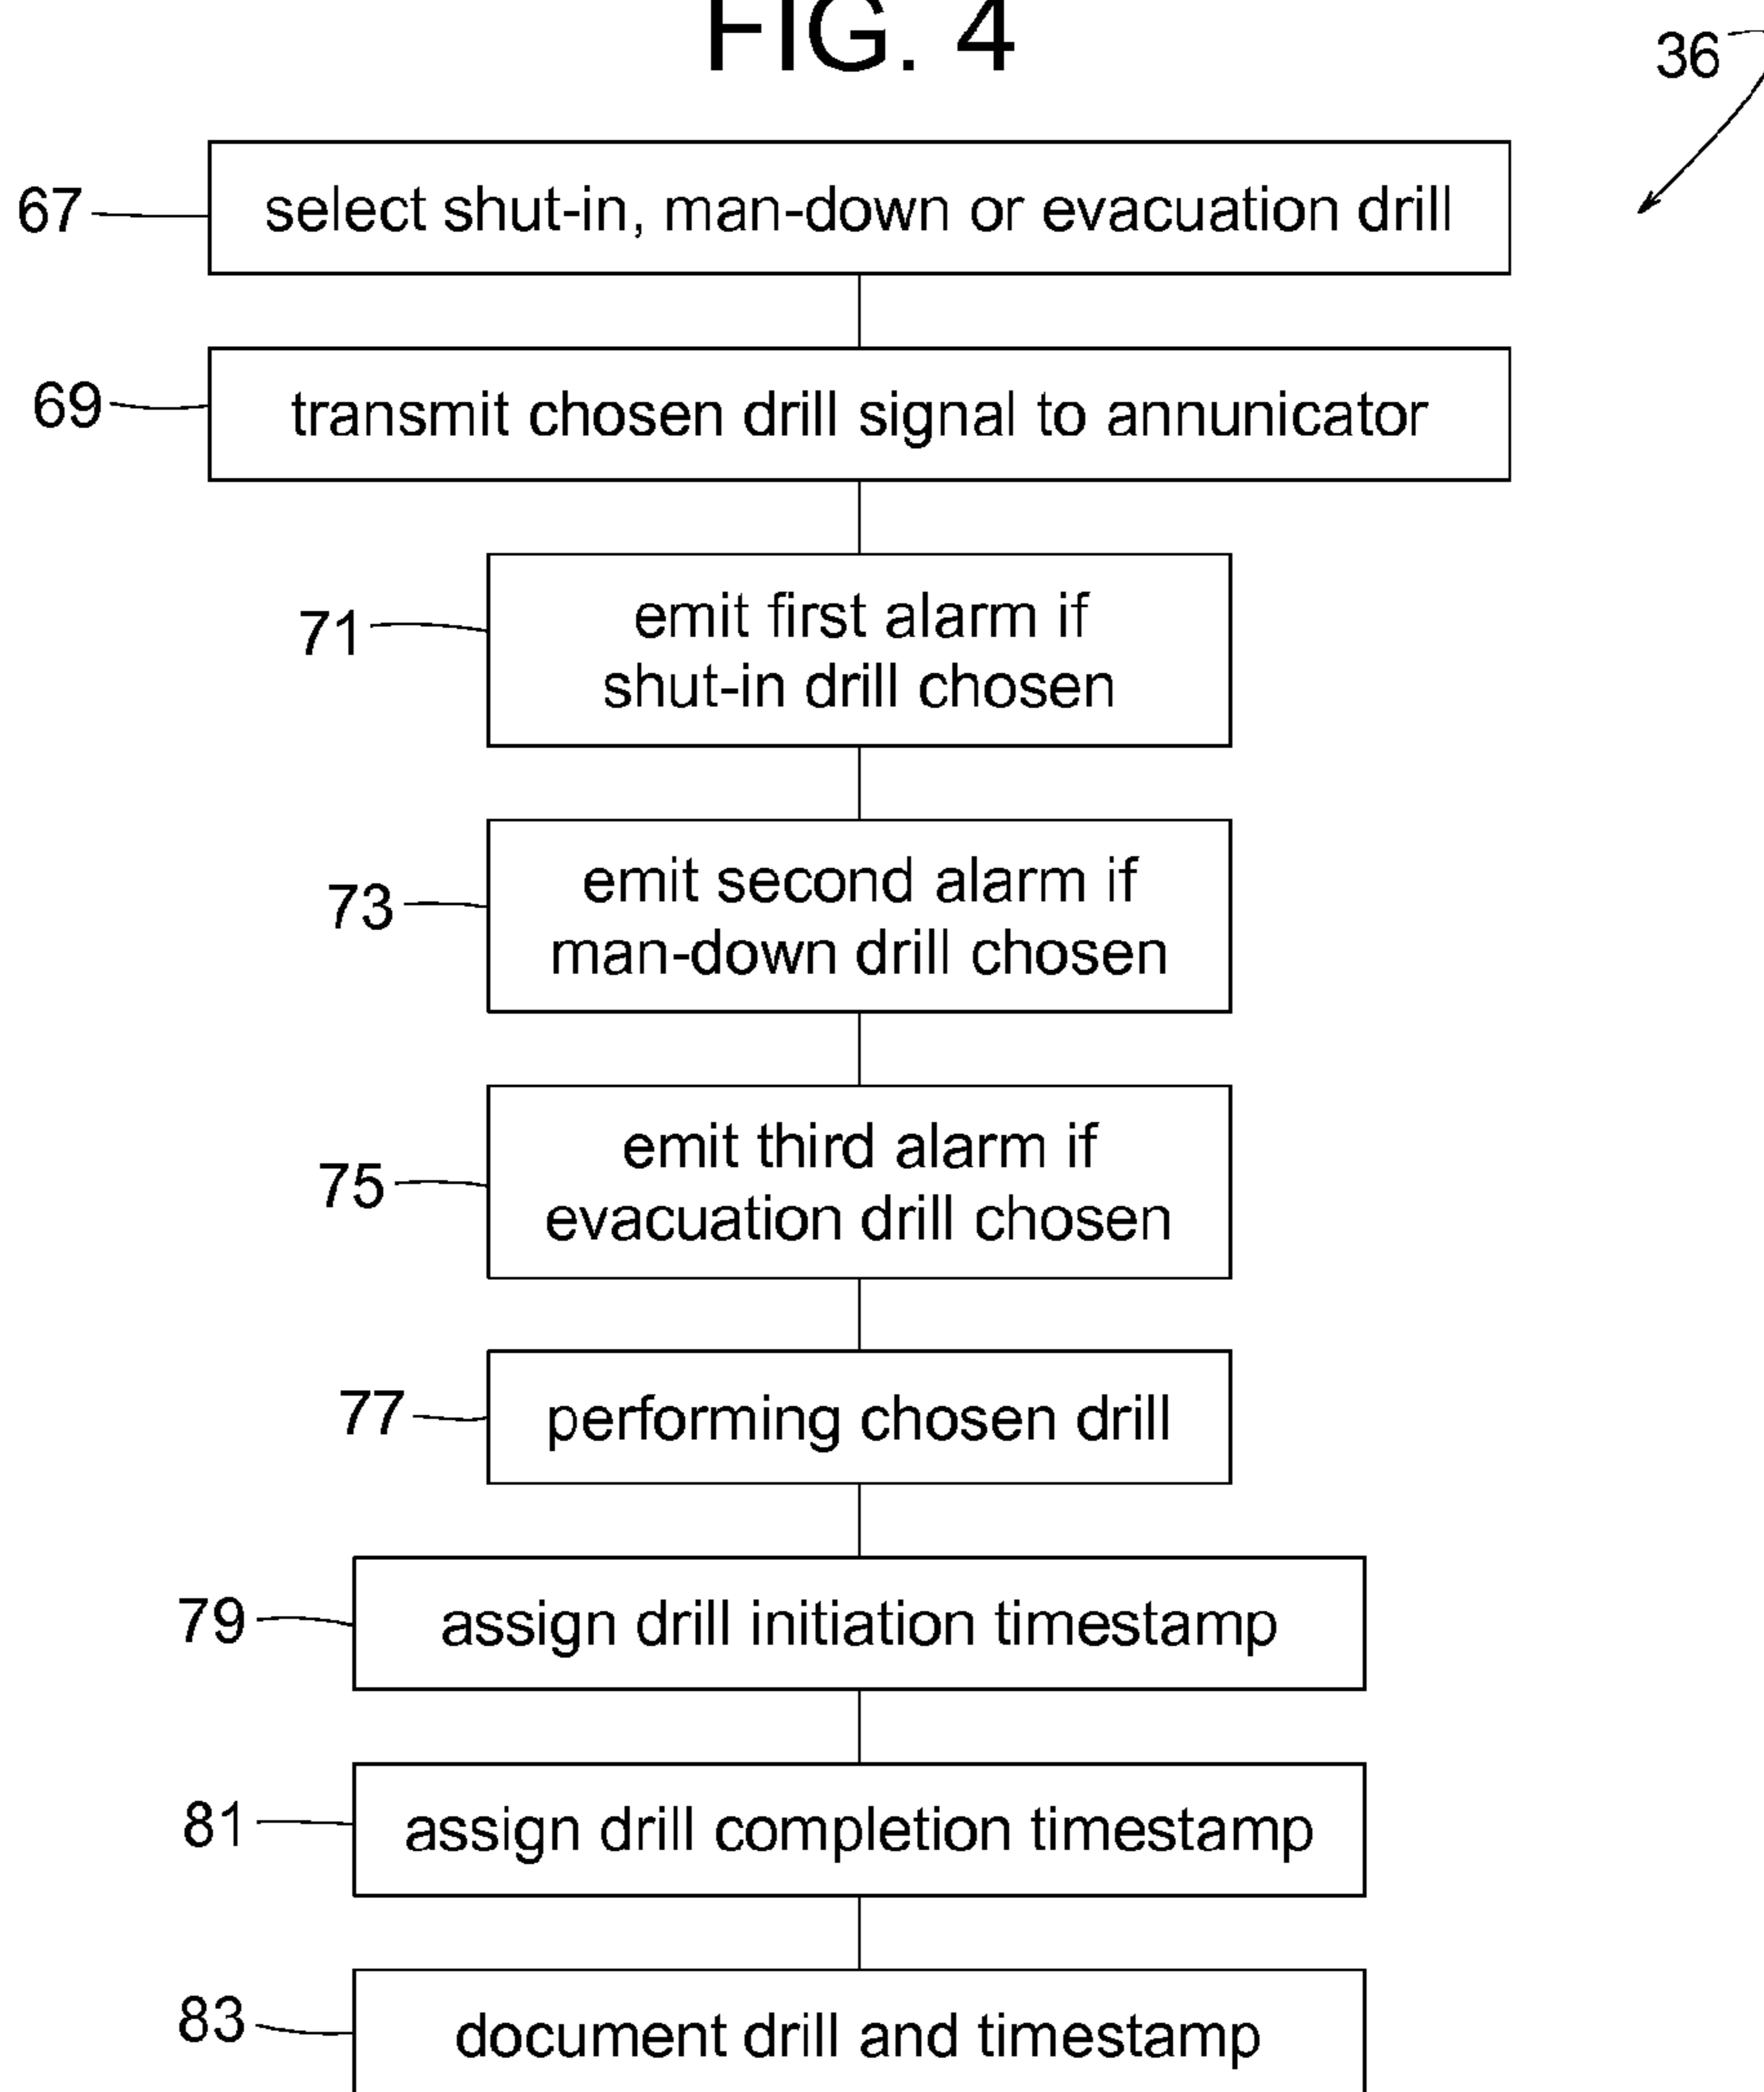 FIG. 4
36
67
select shut-in, man-down or evacuation drill
69
transmit chosen drill signal to annunicator
71
emit first alarm if
shut-in drill chosen
73
emit second alarm if
man-down drill chosen
75
emit third alarm if
evacuation drill chosen
77
performing chosen drill
79
assign drill initiation timestamp
81
assign drill completion timestamp
83
document drill and timestamp